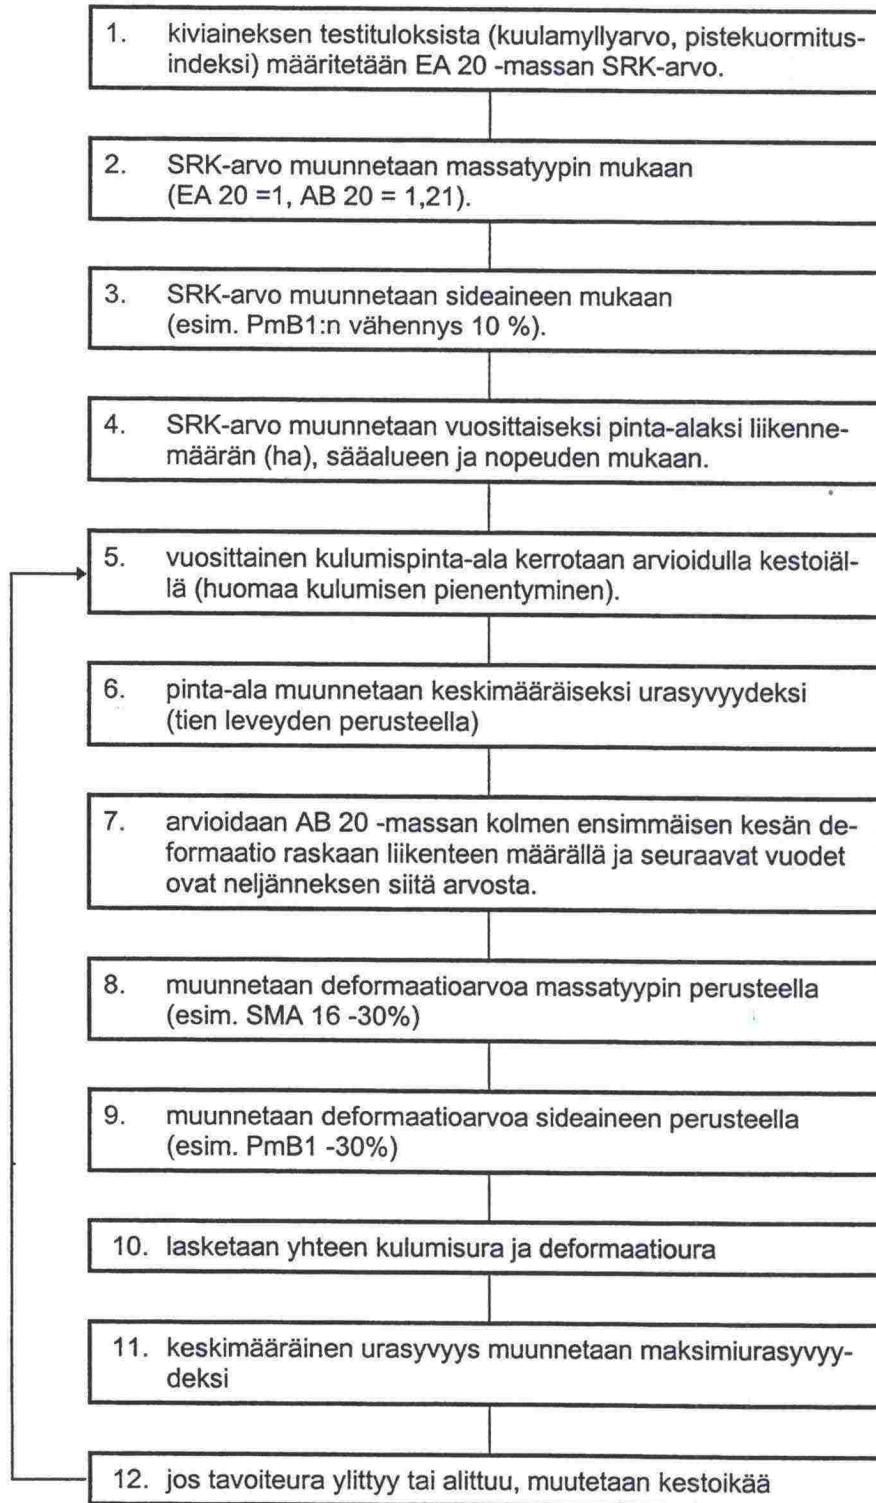 1. kiviaineksen testituloksista (kuulamyllyarvo, pistekuormitus-
indeksi) määritetään EA 20 -massan SRK-arvo.
2. SRK-arvo muunnetaan massatyypin mukaan
(EA 20 =1, AB 20 = 1,21).
3. SRK-arvo muunnetaan sideaineen mukaan
(esim. PmB1:n vähennys 10 %).
4. SRK-arvo muunnetaan vuosittaiseksi pinta-alaksi liikenne-
määrän (ha), sääalueen ja nopeuden mukaan.
5. vuosittainen kulumispinta-ala kerrotaan arvioidulla kestoiäl-
lä (huomaa kulumisen pienentyminen).
6. pinta-ala muunnetaan keskimääräiseksi urasyvyydeksi
(tien leveyden perusteella)
7. arvioidaan AB 20 -massan kolmen ensimmäisen kesän de-
formaatio raskaan liikenteen määrällä ja seuraavat vuodet
ovat neljänneksen siitä arvosta.
8. muunnetaan deformaatioarvoa massatyypin perusteella
(esim. SMA 16 -30%)
9. muunnetaan deformaatioarvoa sideaineen perusteella
(esim. PmB1 -30%)
10. lasketaan yhteen kulumisura ja deformaatioura
11. keskimääräinen urasyvyys muunnetaan maksimiurasyvyy-
deksi
12. jos tavoiteura ylittyy tai alittuu, muutetaan kestoikää